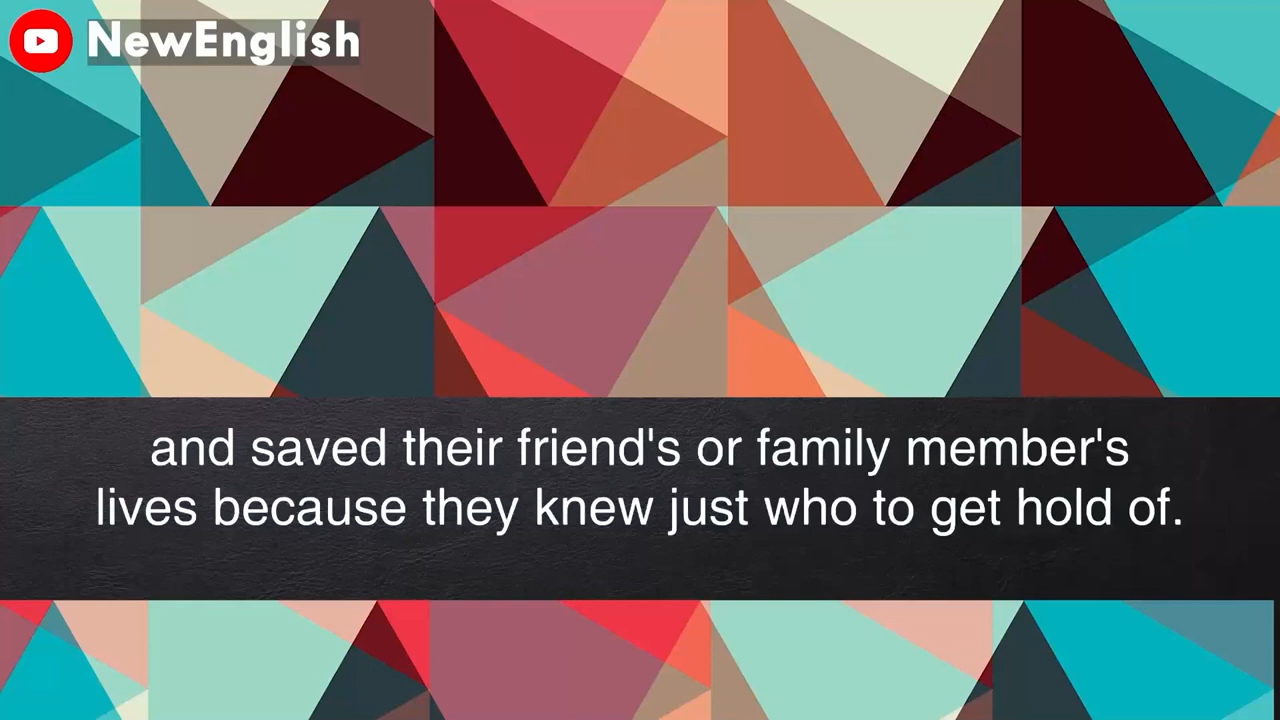 NewEnglish
and saved their friend's or family member's
lives because they knew just who to get hold of.